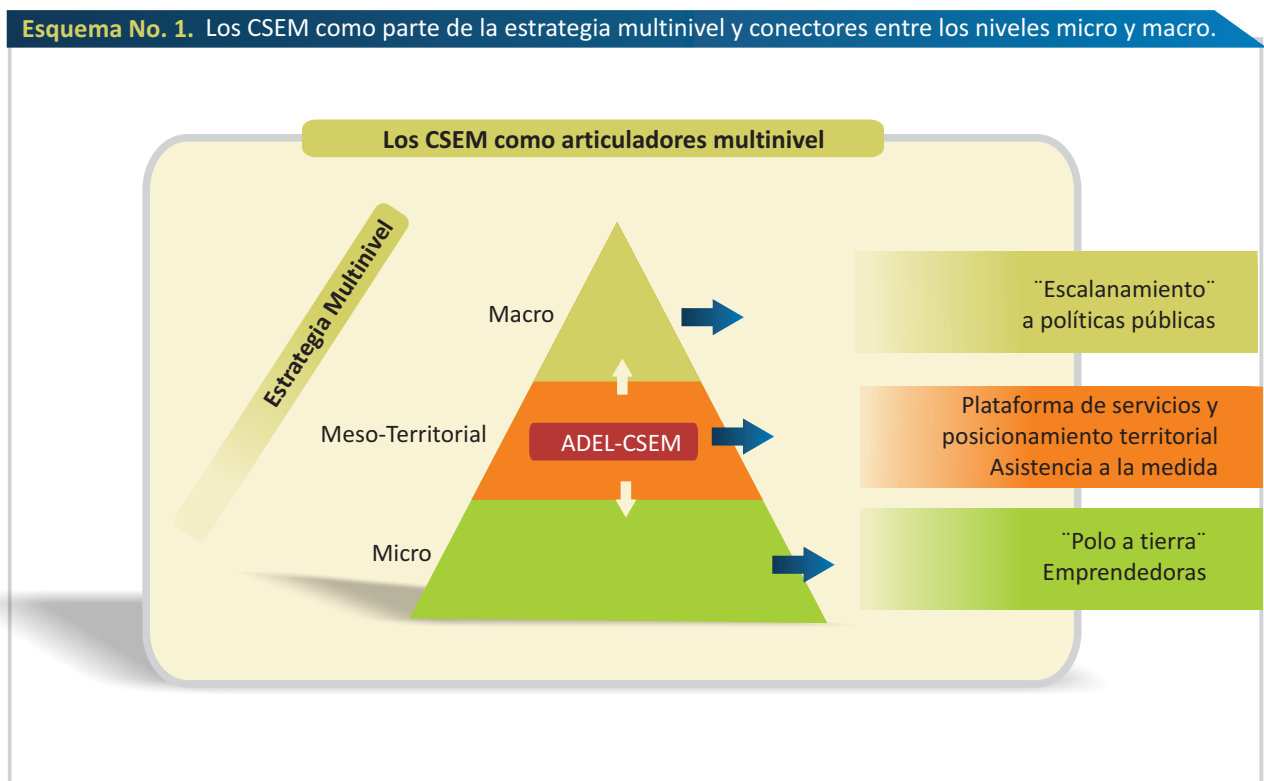 Esquema No. 1. Los CSEM como parte de la estrategia multinivel y conectores entre los niveles micro y macro.
Los CSEM como articuladores multinivel
Estrategia Multinivel
Macro
¨Escalanamiento¨
a políticas públicas
Meso-Territorial
ADEL-CSEM
Plataforma de servicios y
posicionamiento territorial
Asistencia a la medida
Micro
¨Polo a tierra¨
Emprendedoras